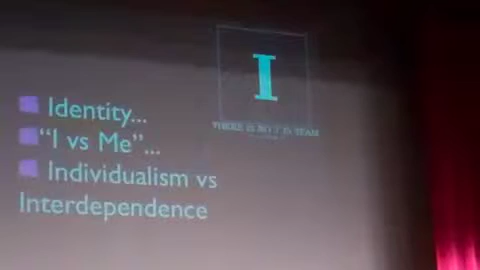 I
THERE IS NO I IN TEAM
Identity...
“I vs Me”...
Individualism vs
Interdependence